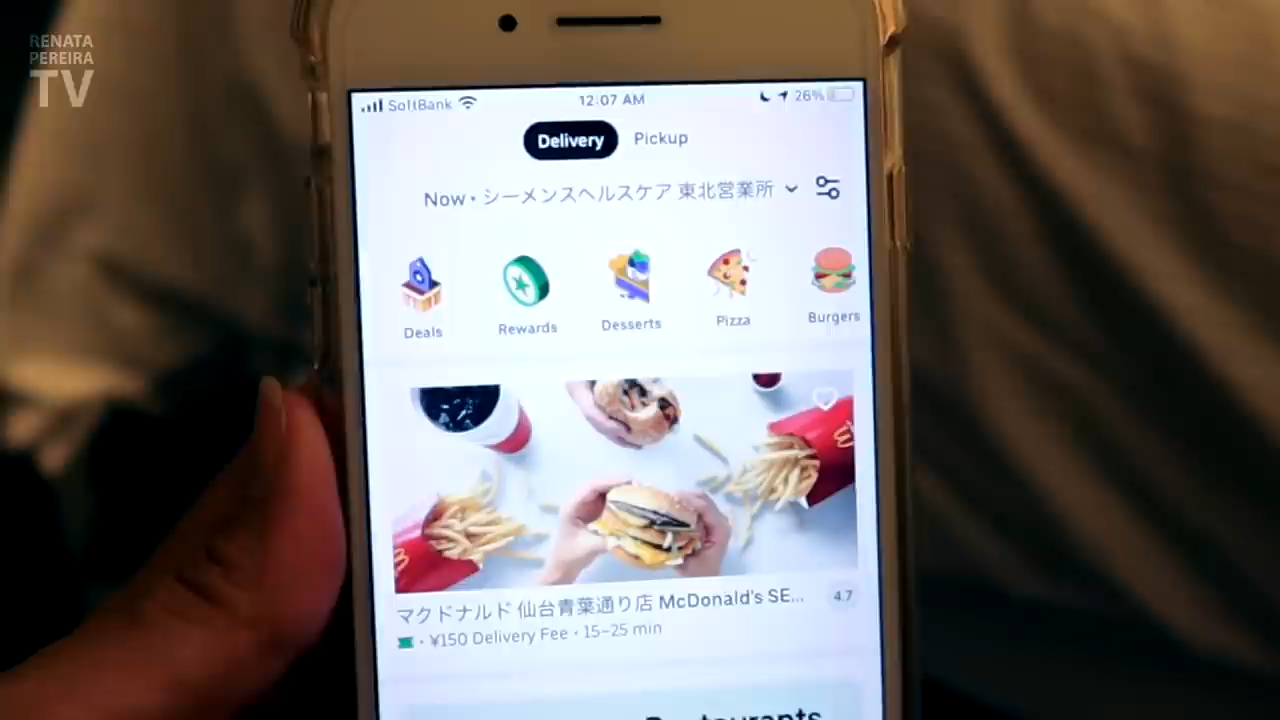 RENATA
PEREIRA
TV
SoftBank 12:07 AM 26%
Delivery Pickup
Now • シーメンスヘルスケア 東北営業所
Deals Rewards Desserts Pizza Burgers
マクドナルド 仙台青葉通り店 McDonald's SE... 4.7
• ¥150 Delivery Fee • 15–25 min
Restaurants